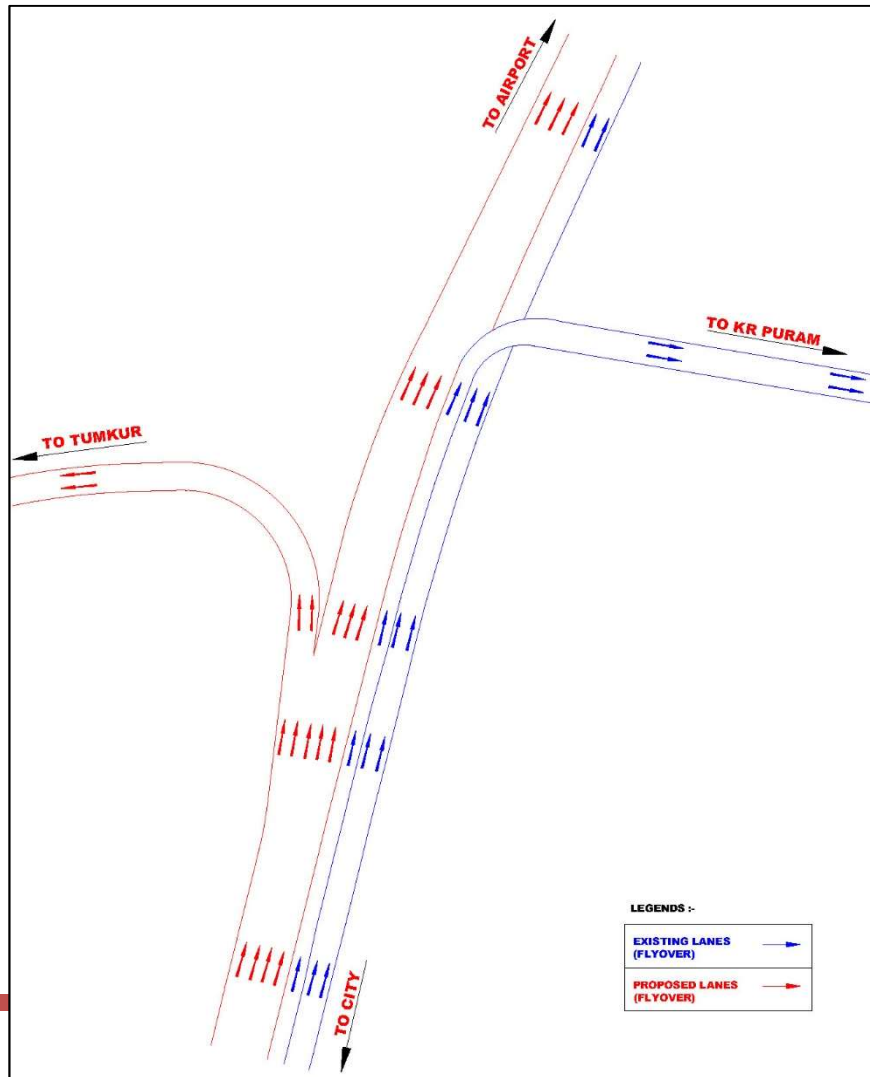 TO AIRPORT
TO KR PURAM
TO TUMKUR
TO CITY
LEGENDS :-
EXISTING LANES
(FLYOVER)
PROPOSED LANES
(FLYOVER)